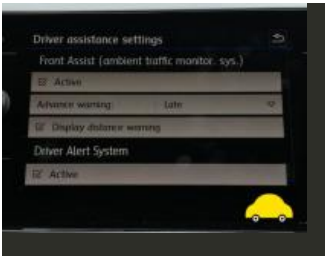 Driver assistance settings
Front Assist (ambient traffic monitor. sys.)
Active
Advance warning: Late
Display distance warning
Driver Alert System
Active